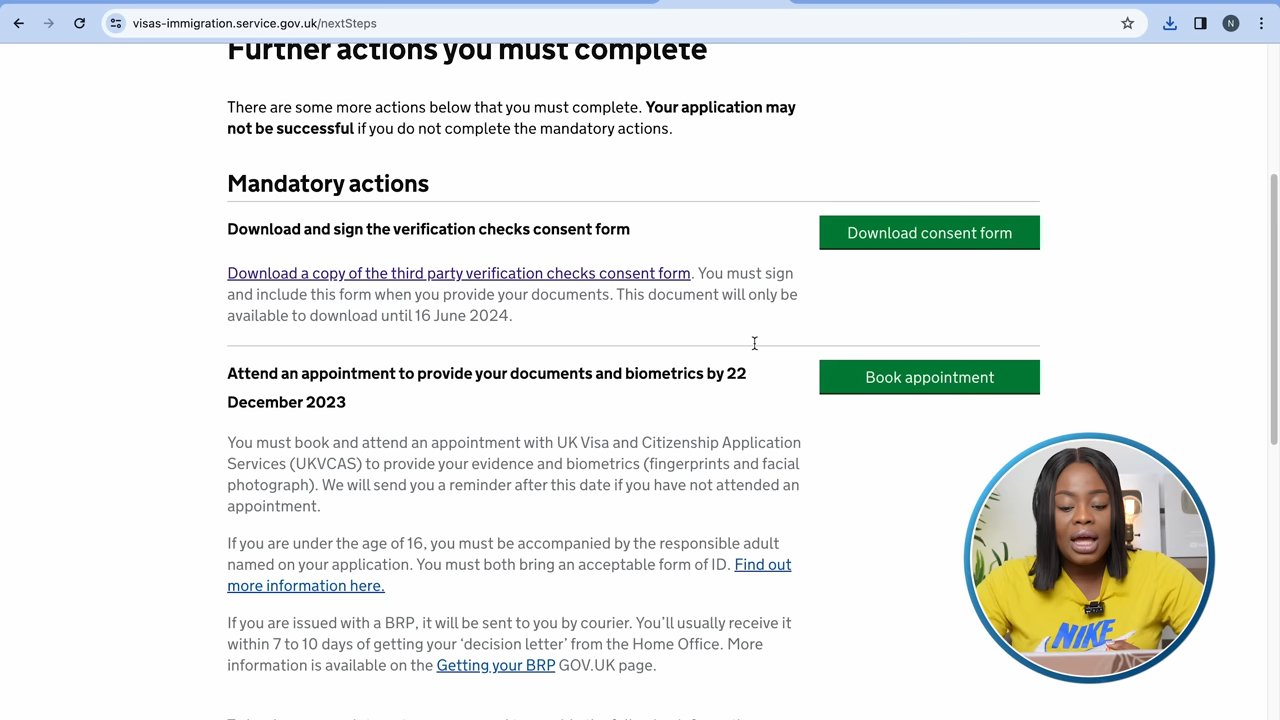 visas-immigration.service.gov.uk/nextSteps
N
Further actions you must complete
There are some more actions below that you must complete. Your application may
not be successful if you do not complete the mandatory actions.
Mandatory actions
Download and sign the verification checks consent form
Download consent form
Download a copy of the third party verification checks consent form. You must sign
and include this form when you provide your documents. This document will only be
available to download until 16 June 2024.
Attend an appointment to provide your documents and biometrics by 22
December 2023
Book appointment
You must book and attend an appointment with UK Visa and Citizenship Application
Services (UKVCAS) to provide your evidence and biometrics (fingerprints and facial
photograph). We will send you a reminder after this date if you have not attended an
appointment.
If you are under the age of 16, you must be accompanied by the responsible adult
named on your application. You must both bring an acceptable form of ID. Find out
more information here.
If you are issued with a BRP, it will be sent to you by courier. You’ll usually receive it
within 7 to 10 days of getting your ‘decision letter’ from the Home Office. More
information is available on the Getting your BRP GOV.UK page.
NIKE